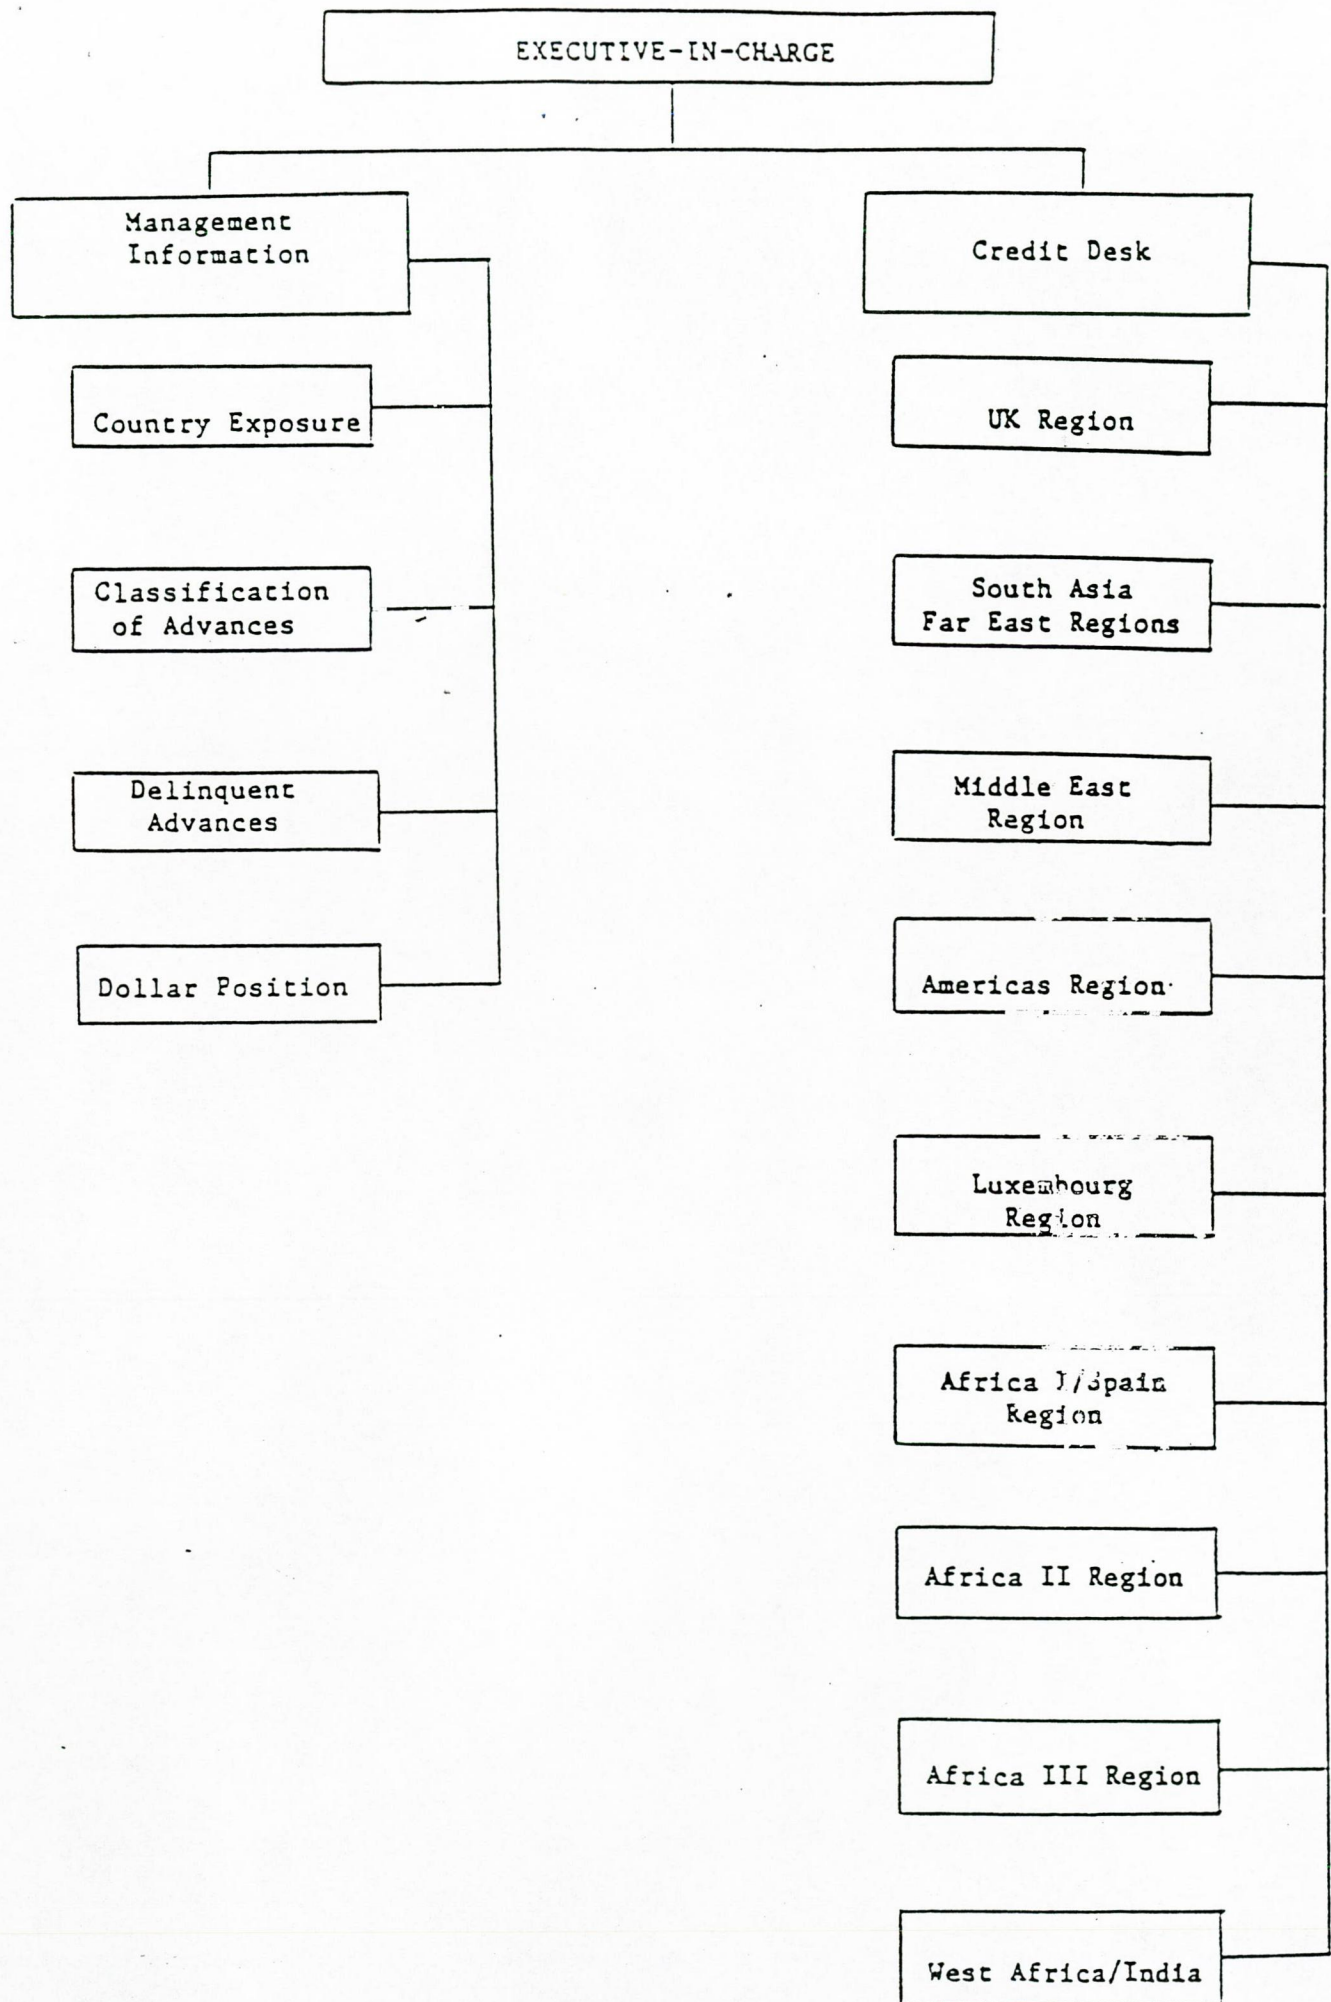 EXECUTIVE-IN-CHARGE
Management
Information
Country Exposure
Classification
of Advances
Delinquent
Advances
Dollar Position
Credit Desk
UK Region
South Asia
Far East Regions
Middle East
Region
Americas Region
Luxembourg
Region
Africa I/Spain
Region
Africa II Region
Africa III Region
West Africa/India